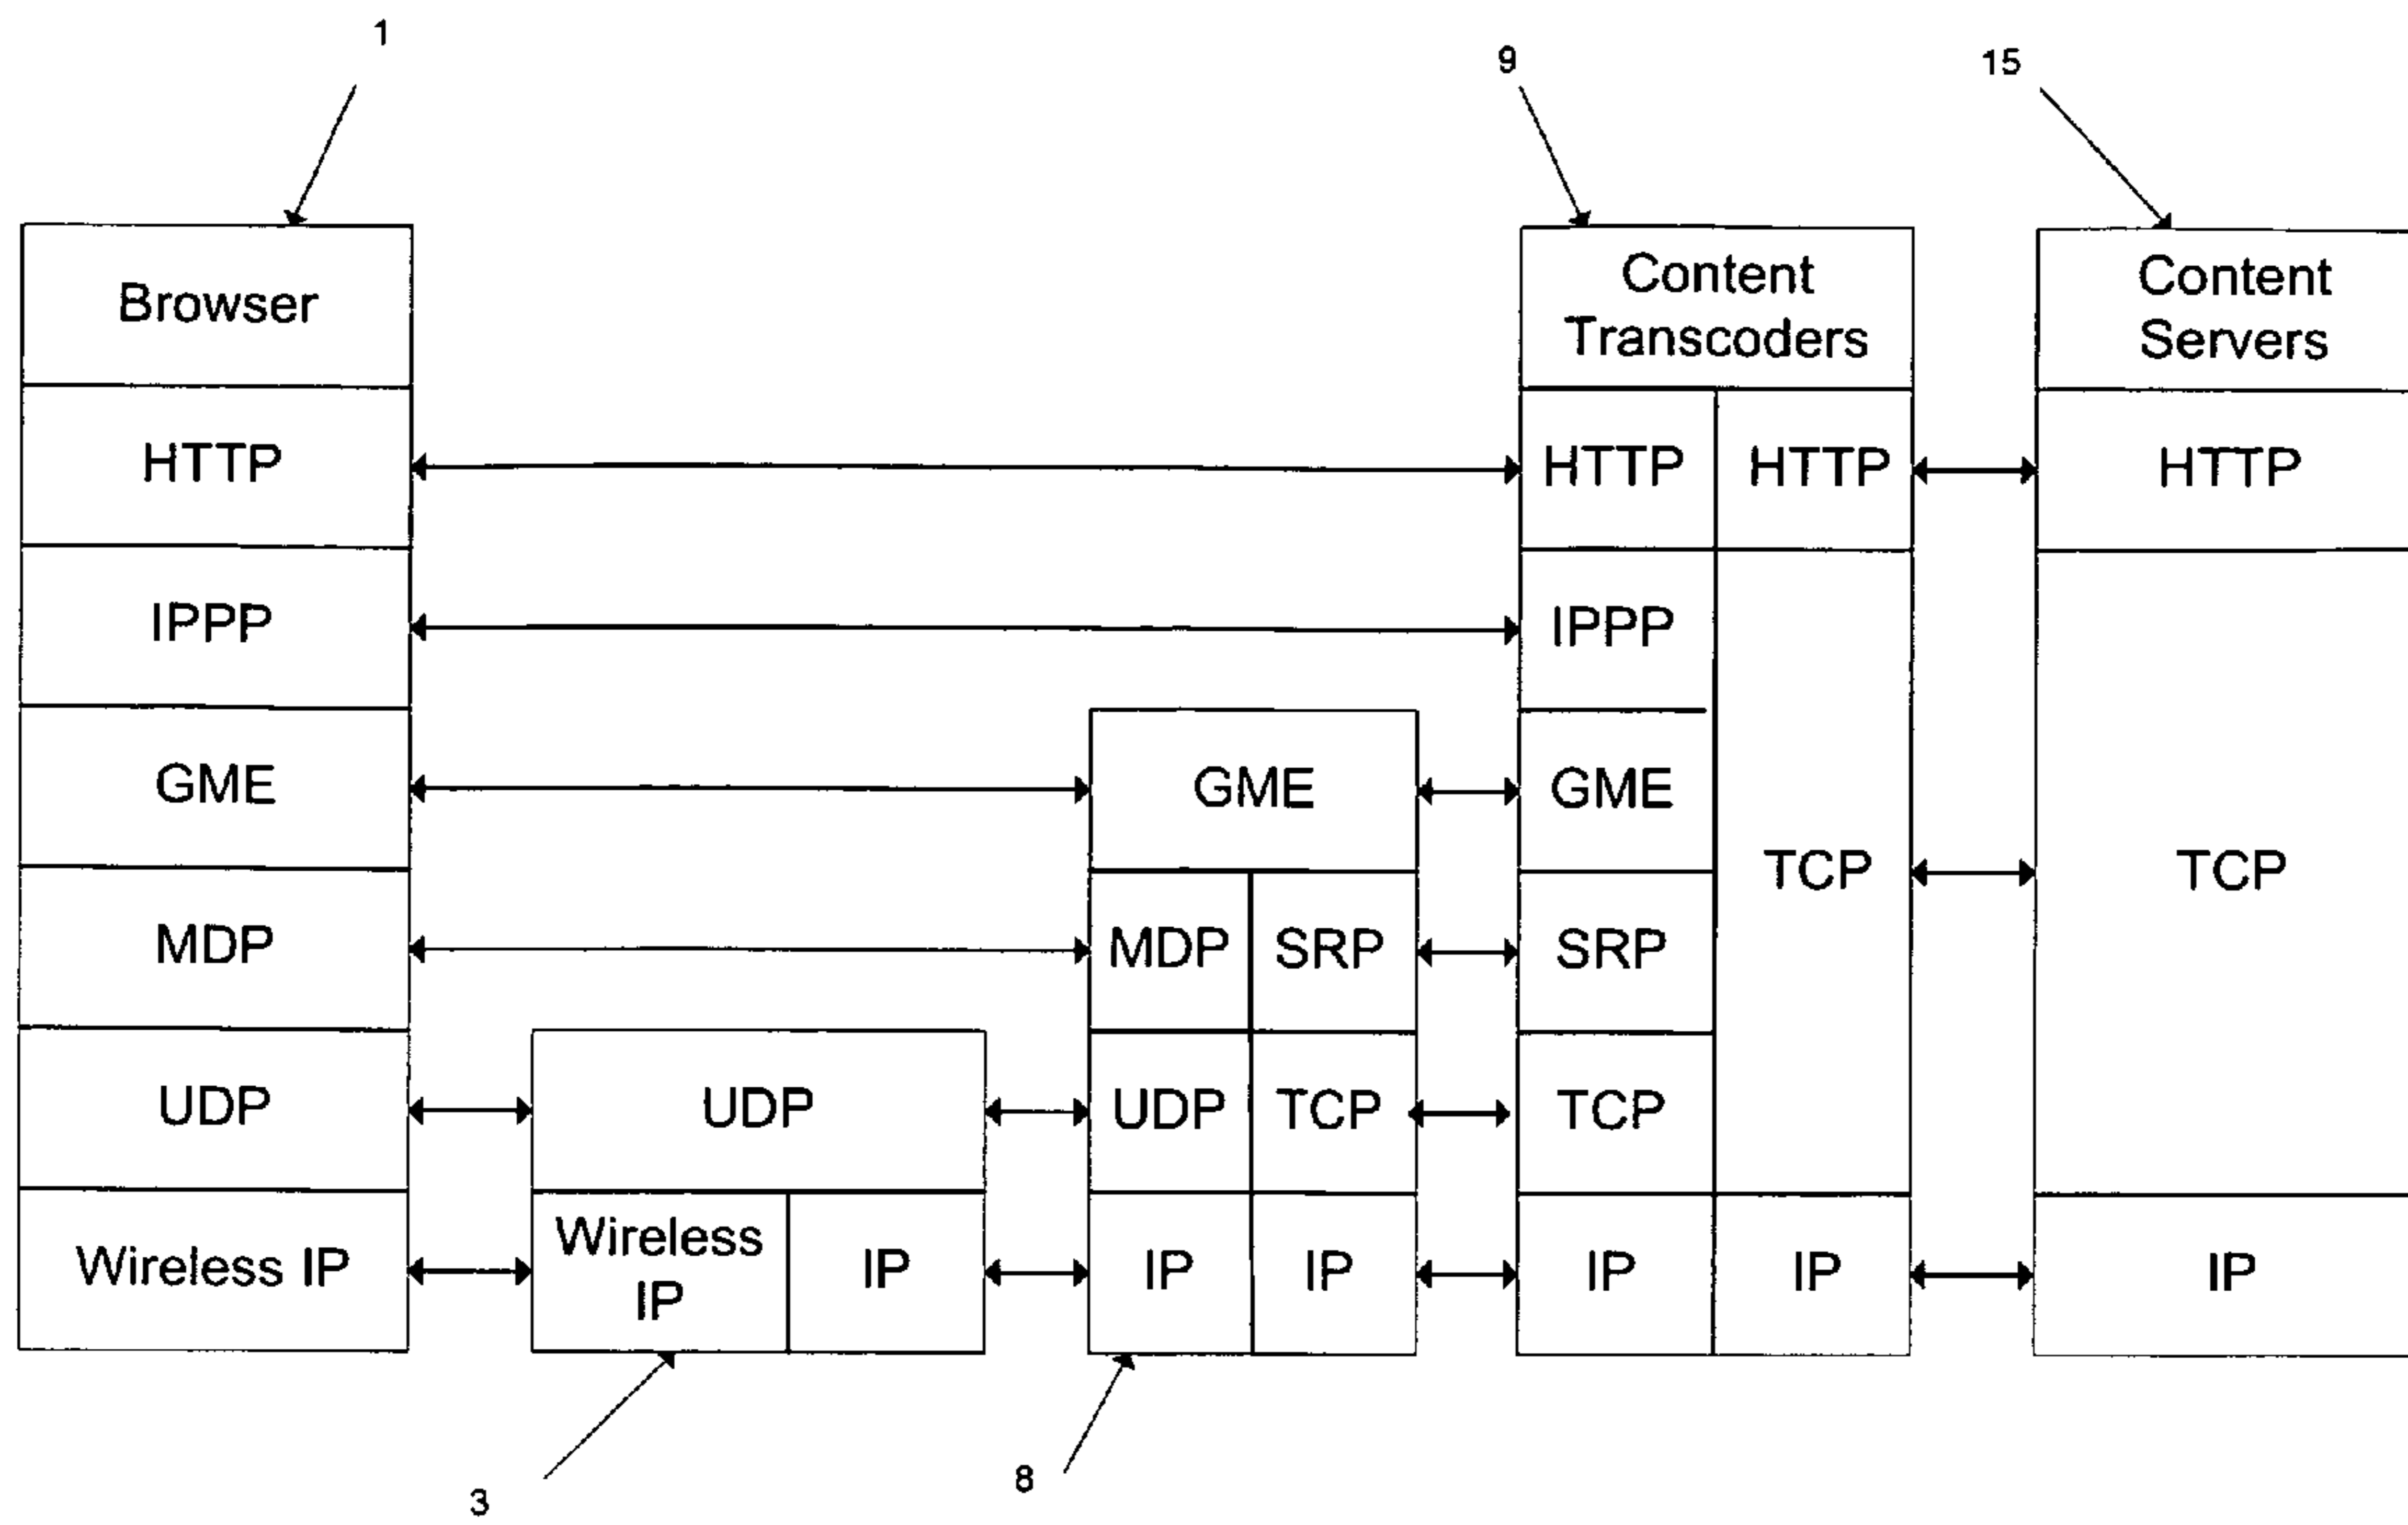 1
9
15
Browser
Content
Transcoders
Content
Servers
HTTP
HTTP
HTTP
HTTP
IPPP
IPPP
GME
GME
GME
TCP
TCP
MDP
MDP
SRP
SRP
UDP
UDP
UDP
TCP
TCP
Wireless IP
Wireless
IP
IP
IP
IP
IP
IP
IP
3
8